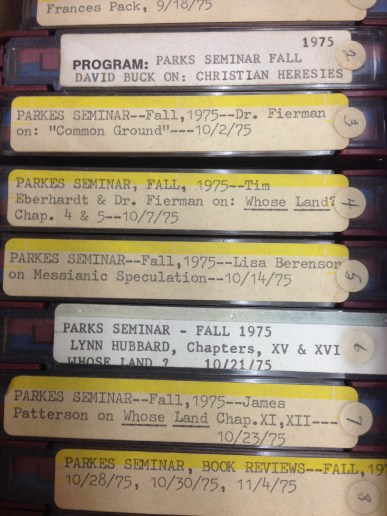 Frances Pack, 9/18/75
1975
PROGRAM: PARKS SEMINAR FALL
DAVID BUCK ON: CHRISTIAN HERESIES
2
PARKES SEMINAR--Fall,1975--Dr. Fierman
on: "Common Ground"---10/2/75
3
PARKES SEMINAR, FALL, 1975--Tim
Eberhardt & Dr. Fierman on: Whose Land?
Chap. 4 & 5--10/7/75
4
PARKES SEMINAR--Fall,1975--Lisa Berenson
on Messianic Speculation--10/14/75
5
PARKS SEMINAR - FALL 1975
LYNN HUBBARD, Chapters, XV & XVI
WHOSE LAND ? 10/21/75
6
PARKES SEMINAR--Fall,1975--James
Patterson on Whose Land Chap.XI,XII---
10/23/75
7
PARKES SEMINAR, BOOK REVIEWS--FALL,197
10/28/75, 10/30/75, 11/4/75
8